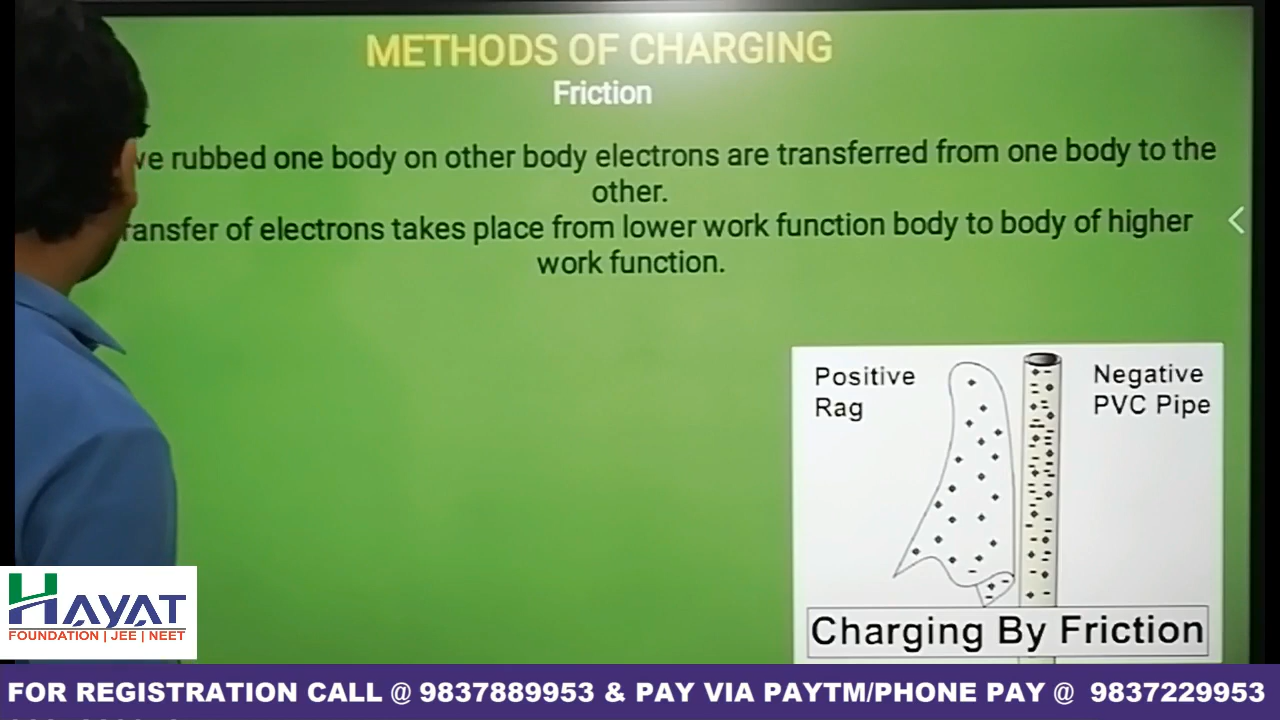 METHODS OF CHARGING
Friction
we rubbed one body on other body electrons are transferred from one body to the
other.
ransfer of electrons takes place from lower work function body to body of higher
work function.
Positive
Rag
Negative
PVC Pipe
Charging By Friction
HAYAT
FOUNDATION | JEE | NEET
FOR REGISTRATION CALL @ 9837889953 & PAY VIA PAYTM/PHONE PAY @ 9837229953